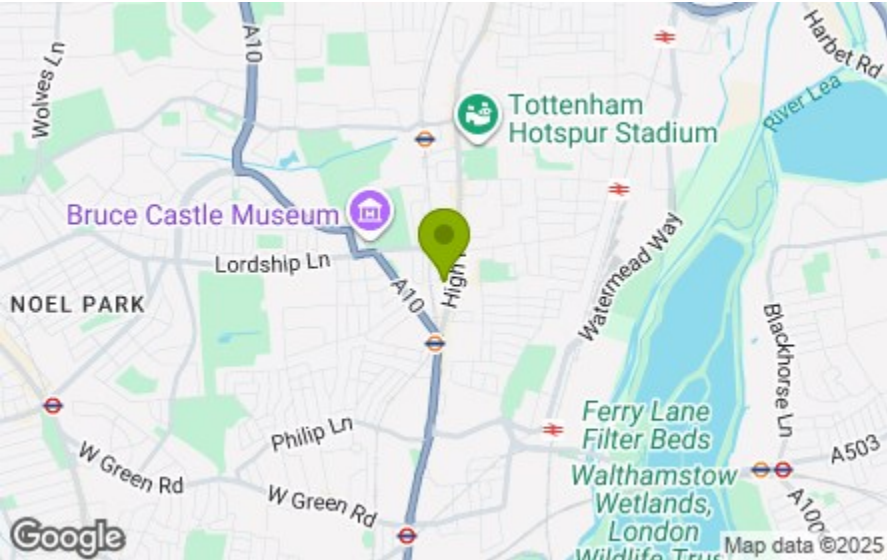 Wolves Ln
A10
Harbet Rd
River Lea
Tottenham
Hotspur Stadium
Bruce Castle Museum
Lordship Ln
High
A10
Watermead Way
NOEL PARK
Blackhorse Ln
Philip Ln
Ferry Lane
Filter Beds
W Green Rd
A503
Walthamstow
Wetlands,
London
Wildlife
W Green Rd
Google
Map data ©2025